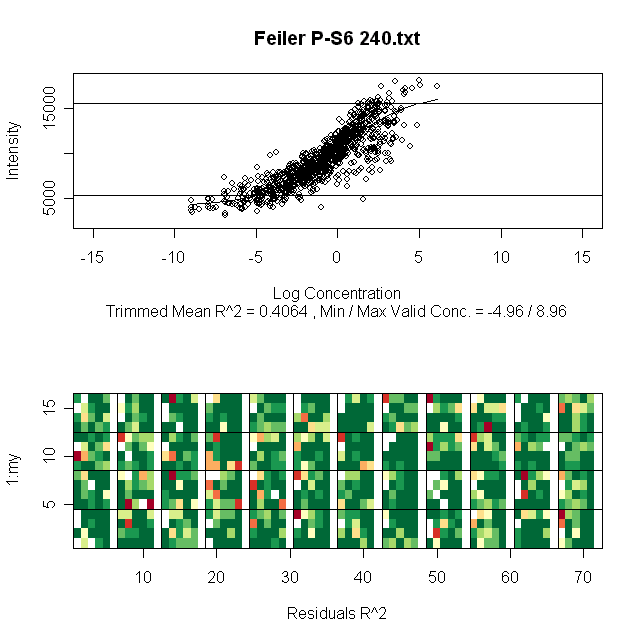 Feiler P-S6 240.txt
Intensity
5000 15000
-15 -10 -5 0 5 10 15
Log Concentration
Trimmed Mean R^2 = 0.4064 , Min / Max Valid Conc. = -4.96 / 8.96
1:my
5 10 15
10 20 30 40 50 60 70
Residuals R^2